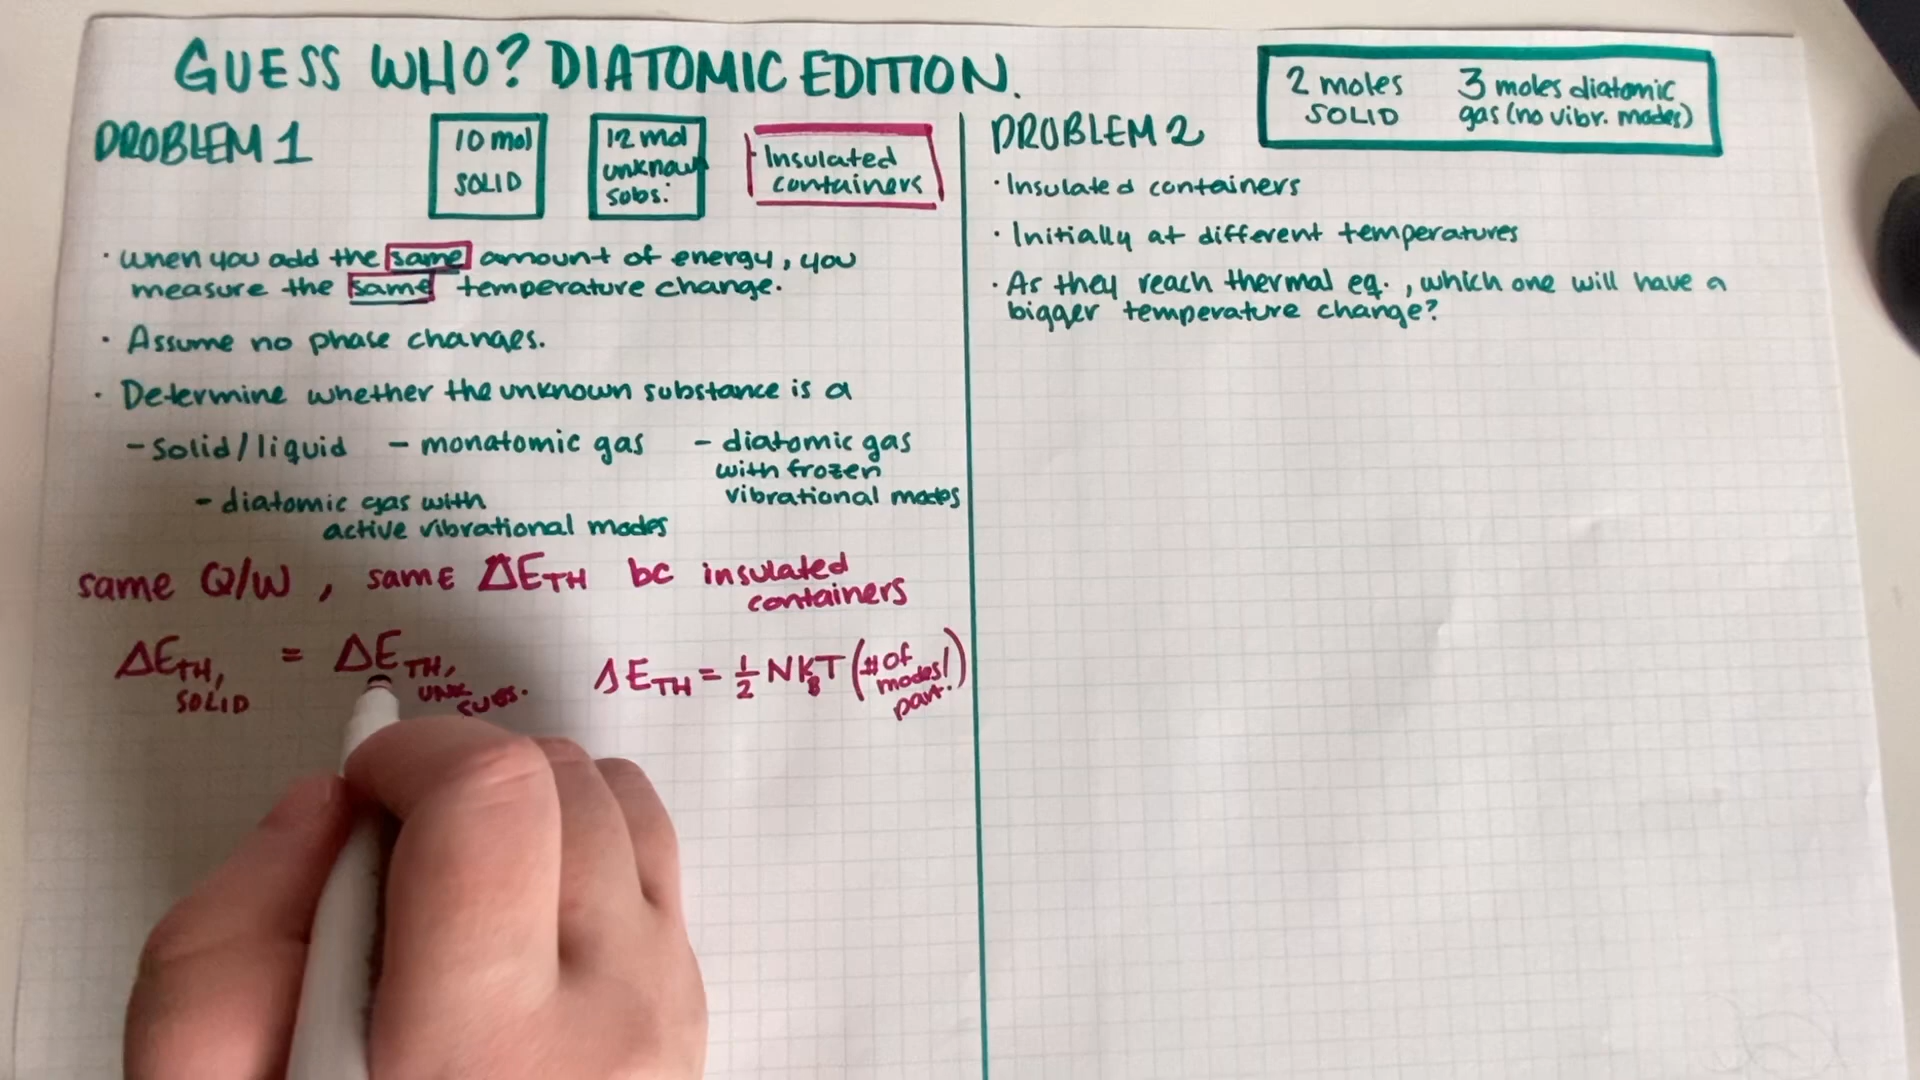 GUESS WHO? DIATOMIC EDITION.
PROBLEM 1
10 mol
SOLID
12 mol
unknown
subs.
Insulated
containers
· When you add the same amount of energy, you
measure the same temperature change.
· Assume no phase changes.
· Determine whether the unknown substance is a
- solid/liquid - monatomic gas - diatomic gas
with frozen
vibrational modes
- diatomic gas with
active vibrational modes
same Q/W, same ΔETH bc insulated
containers
ΔETH, SOLID = ΔETH, UNK SUBS.
ΔETH = 1/2 NKBT (# of modes/part.)
PROBLEM 2
2 moles
SOLID
3 moles diatomic
gas (no vibr. modes)
· Insulated containers
· Initially at different temperatures
· As they reach thermal eq., which one will have a
bigger temperature change?